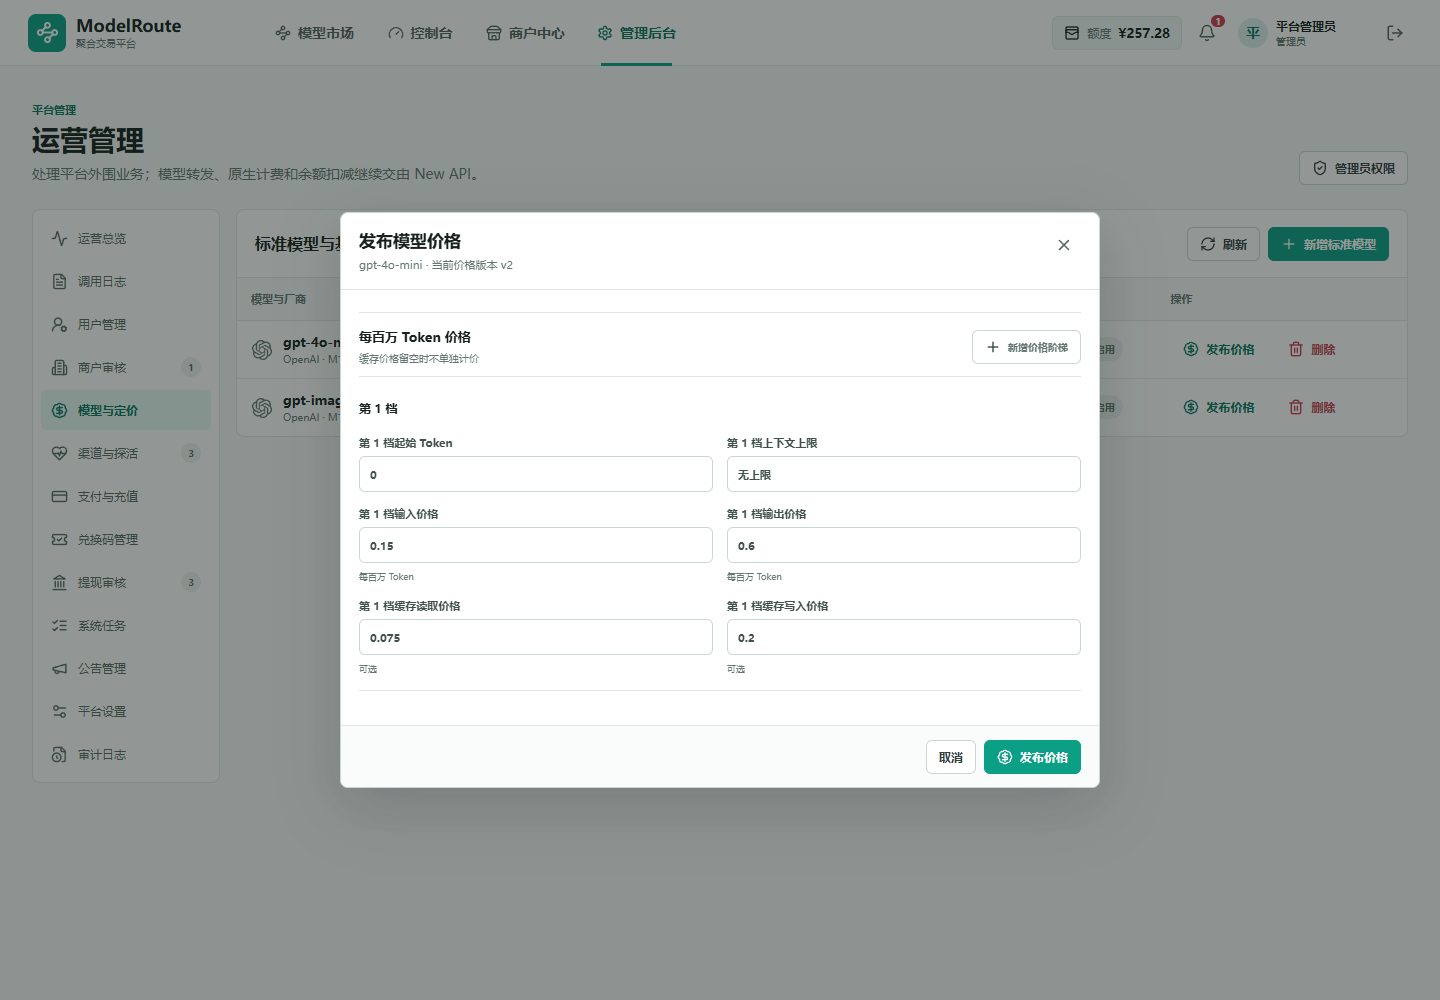 ModelRoute
聚合交易平台
模型市场
控制台
商户中心
管理后台
额度 ¥257.28
1
平
平台管理员
管理员
平台管理
运营管理
处理平台外围业务；模型转发、原生计费和余额扣减继续交由 New API。
管理员权限
运营总览
调用日志
用户管理
商户审核 1
模型与定价
渠道与探活 3
支付与充值
兑换码管理
提现审核 3
系统任务
公告管理
平台设置
审计日志
标准模型与
刷新
新增标准模型
模型与厂商
操作
gpt-4o-m
OpenAI · M
启用
发布价格
删除
gpt-imag
OpenAI · M
启用
发布价格
删除
发布模型价格
gpt-4o-mini · 当前价格版本 v2
每百万 Token 价格
缓存价格留空时不单独计价
新增价格阶梯
第 1 档
第 1 档起始 Token
0
第 1 档上下文上限
无上限
第 1 档输入价格
0.15
每百万 Token
第 1 档输出价格
0.6
每百万 Token
第 1 档缓存读取价格
0.075
可选
第 1 档缓存写入价格
0.2
可选
取消
发布价格